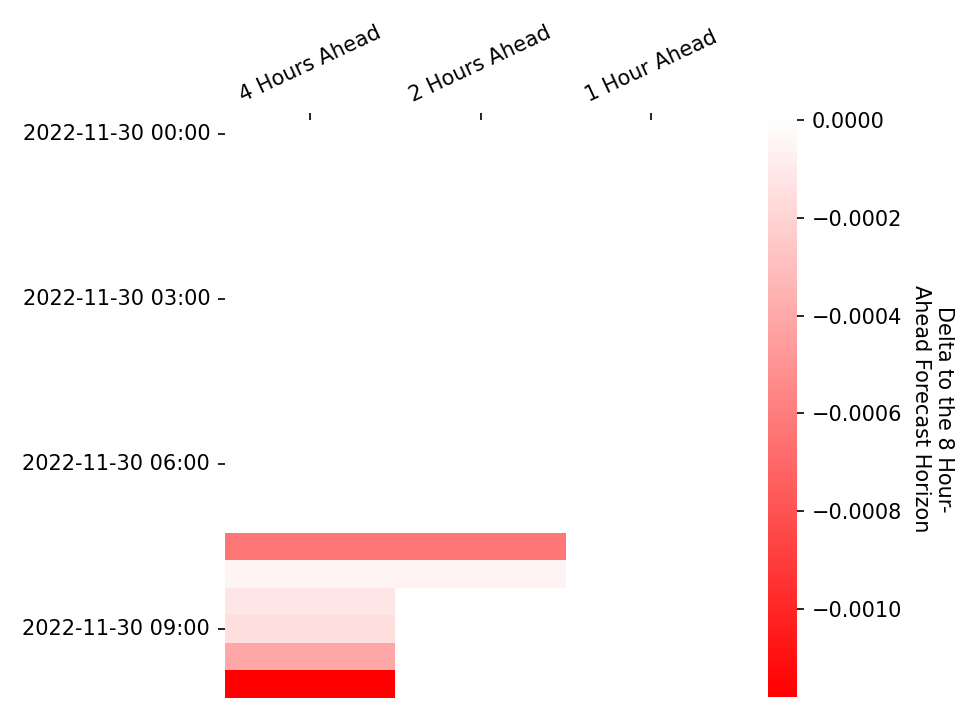 4 Hours Ahead
2 Hours Ahead
1 Hour Ahead
2022-11-30 00:00
2022-11-30 03:00
2022-11-30 06:00
2022-11-30 09:00
0.0000
−0.0002
−0.0004
−0.0006
−0.0008
−0.0010
Delta to the 8 Hour-
Ahead Forecast Horizon